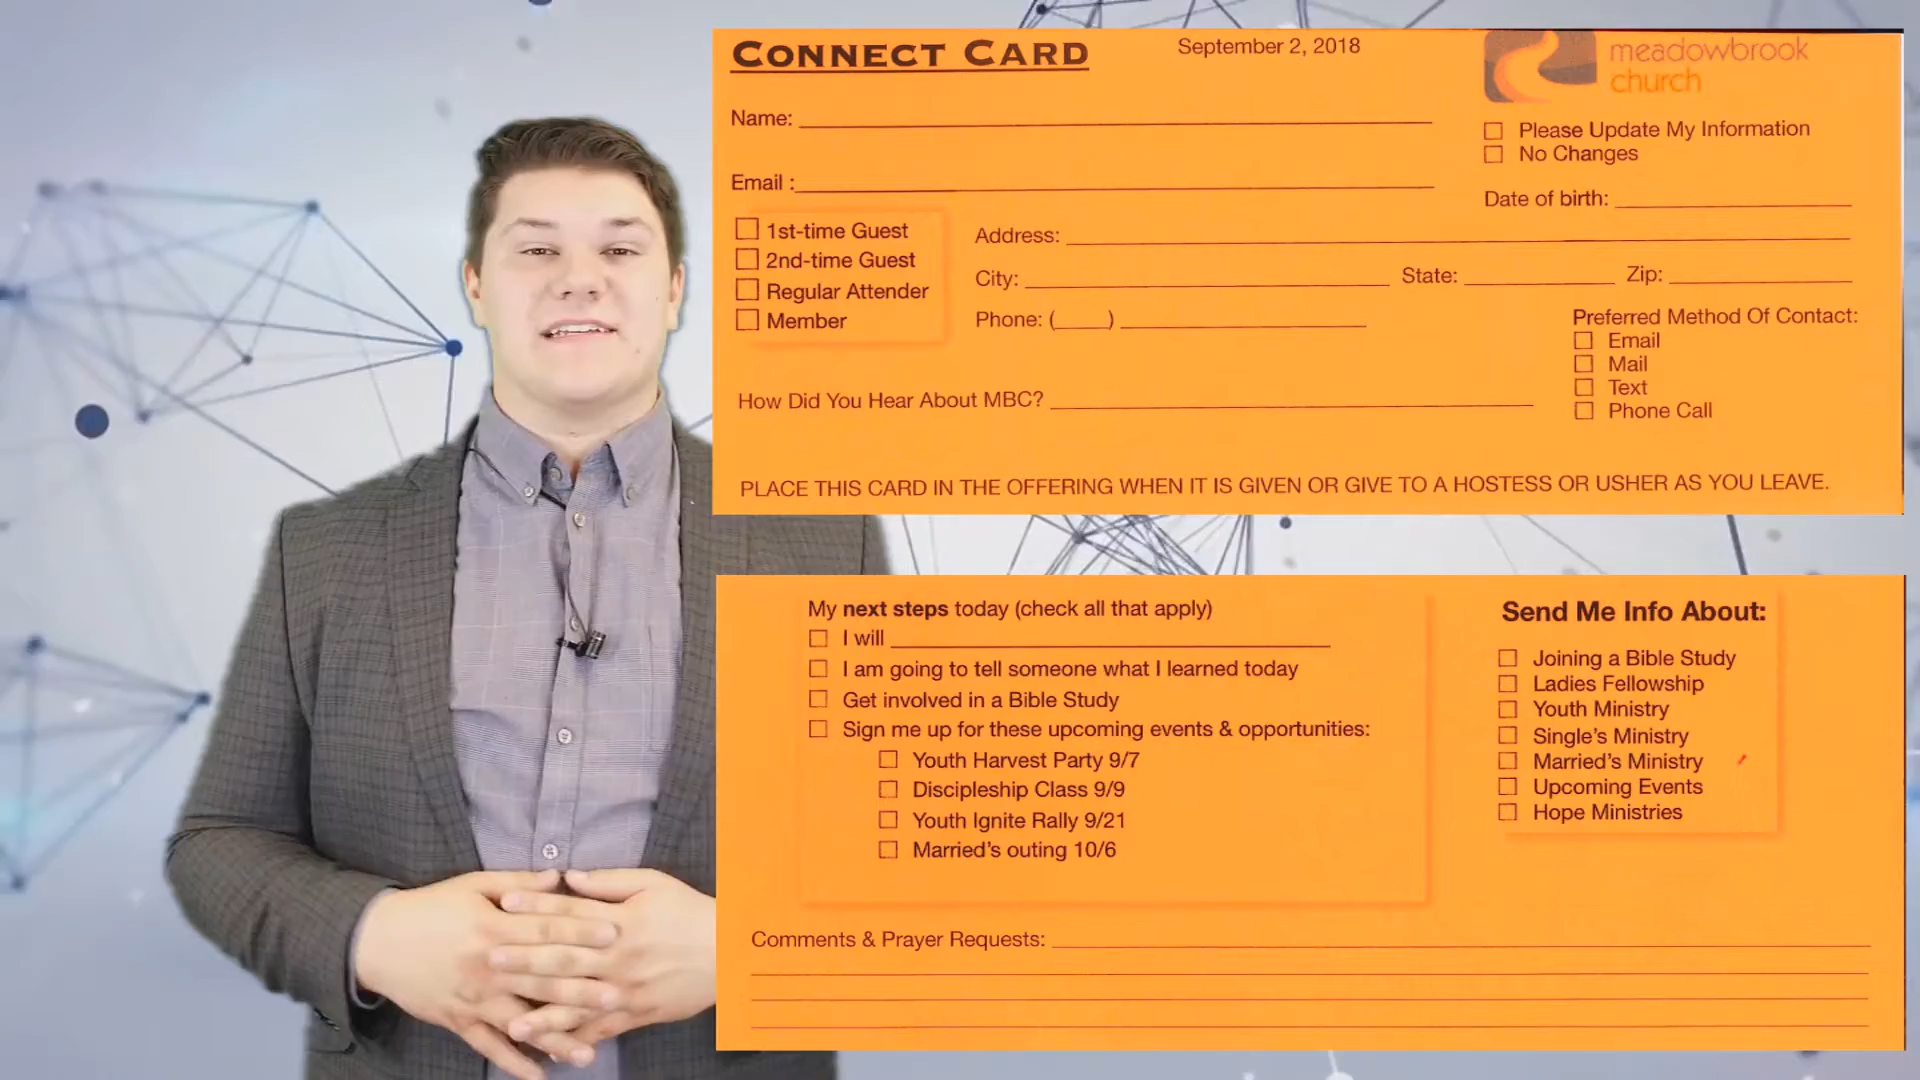 CONNECT CARD
September 2, 2018
meadowbrook
church
Name:
Please Update My Information
No Changes
Email :
Date of birth:
1st-time Guest
2nd-time Guest
Regular Attender
Member
Address:
City: State: Zip:
Phone: ( )
Preferred Method Of Contact:
Email
Mail
Text
Phone Call
How Did You Hear About MBC?
PLACE THIS CARD IN THE OFFERING WHEN IT IS GIVEN OR GIVE TO A HOSTESS OR USHER AS YOU LEAVE.
My next steps today (check all that apply)
I will
I am going to tell someone what I learned today
Get involved in a Bible Study
Sign me up for these upcoming events & opportunities:
Youth Harvest Party 9/7
Discipleship Class 9/9
Youth Ignite Rally 9/21
Married's outing 10/6
Send Me Info About:
Joining a Bible Study
Ladies Fellowship
Youth Ministry
Single's Ministry
Married's Ministry
Upcoming Events
Hope Ministries
Comments & Prayer Requests: